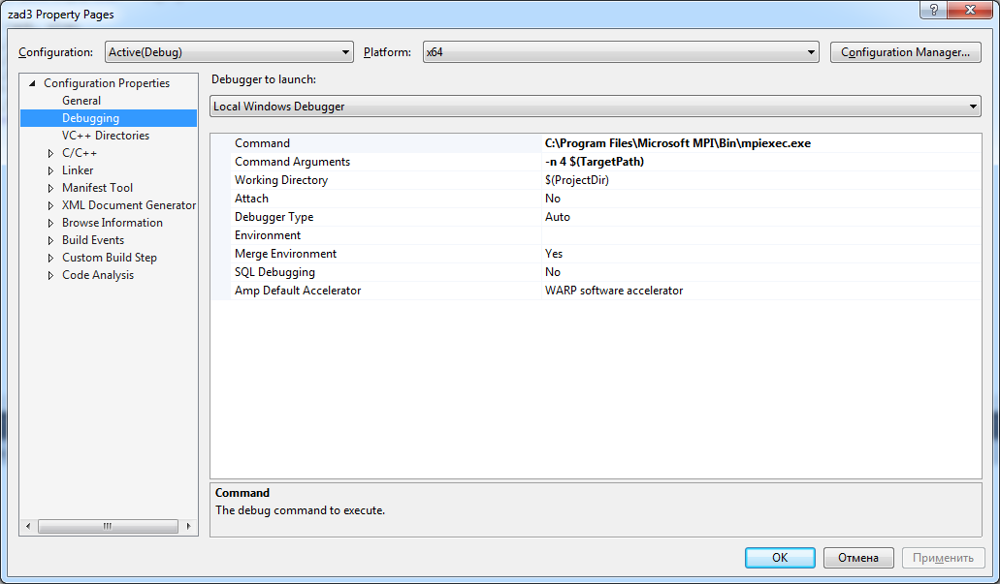 zad3 Property Pages
Configuration: Active(Debug) Platform: x64 Configuration Manager...
Configuration Properties
General
Debugging
VC++ Directories
C/C++
Linker
Manifest Tool
XML Document Generator
Browse Information
Build Events
Custom Build Step
Code Analysis
Debugger to launch:
Local Windows Debugger
Command C:\Program Files\Microsoft MPI\Bin\mpiexec.exe
Command Arguments -n 4 $(TargetPath)
Working Directory $(ProjectDir)
Attach No
Debugger Type Auto
Environment
Merge Environment Yes
SQL Debugging No
Amp Default Accelerator WARP software accelerator
Command
The debug command to execute.
OK Отмена Применить